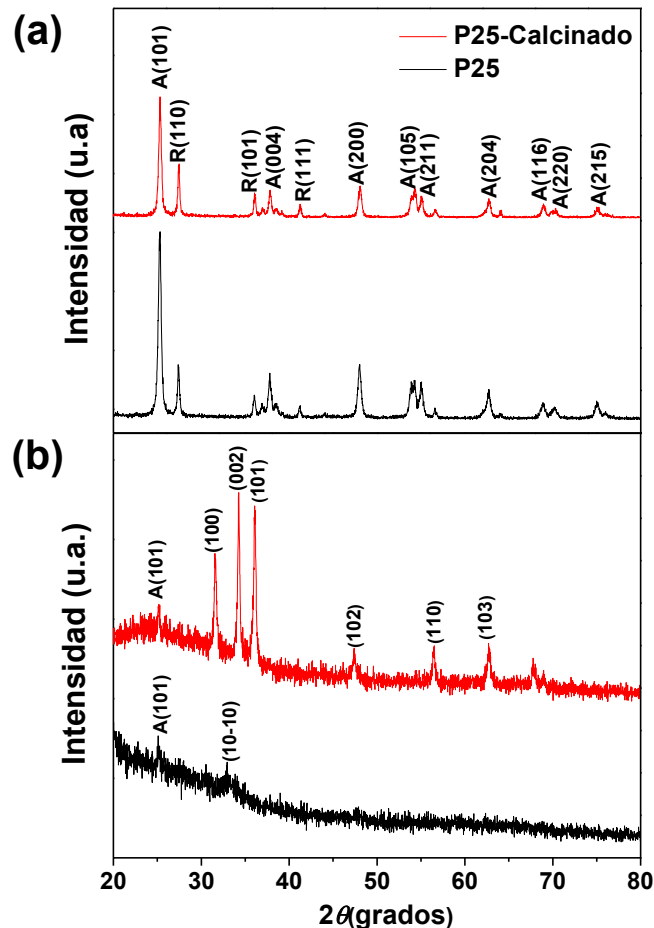 (a)
P25-Calcinado
P25
A(101)
R(110)
R(101)
A(004)
R(111)
A(200)
A(105)
A(211)
A(204)
A(116)
A(220)
A(215)
Intensidad (u.a)
(b)
(100)
(002)
(101)
A(101)
(102)
(110)
(103)
A(101)
(10-10)
Intensidad (u.a.)
20 30 40 50 60 70 80
2θ(grados)